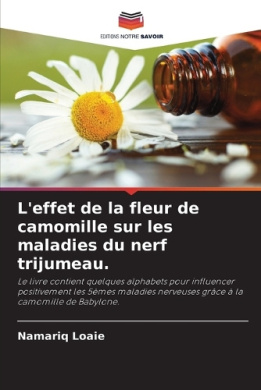 EDITIONS NOTRE SAVOIR
L'effet de la fleur de
camomille sur les
maladies du nerf
trijumeau.
Le livre contient quelques alphabets pour influencer
positivement les 5èmes maladies nerveuses grâce à la
camomille de Babylone.
Namariq Loaie